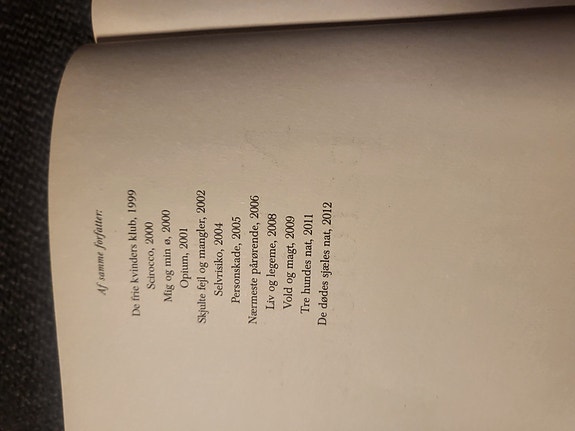 Af samme forfatter:
De frie kvinders klub, 1999
Scirocco, 2000
Mig og min ø, 2000
Opium, 2001
Skjulte fejl og mangler, 2002
Selvrisiko, 2004
Personskade, 2005
Nærmeste pårørende, 2006
Liv og legeme, 2008
Vold og magt, 2009
Tre hundes nat, 2011
De dødes sjæles nat, 2012